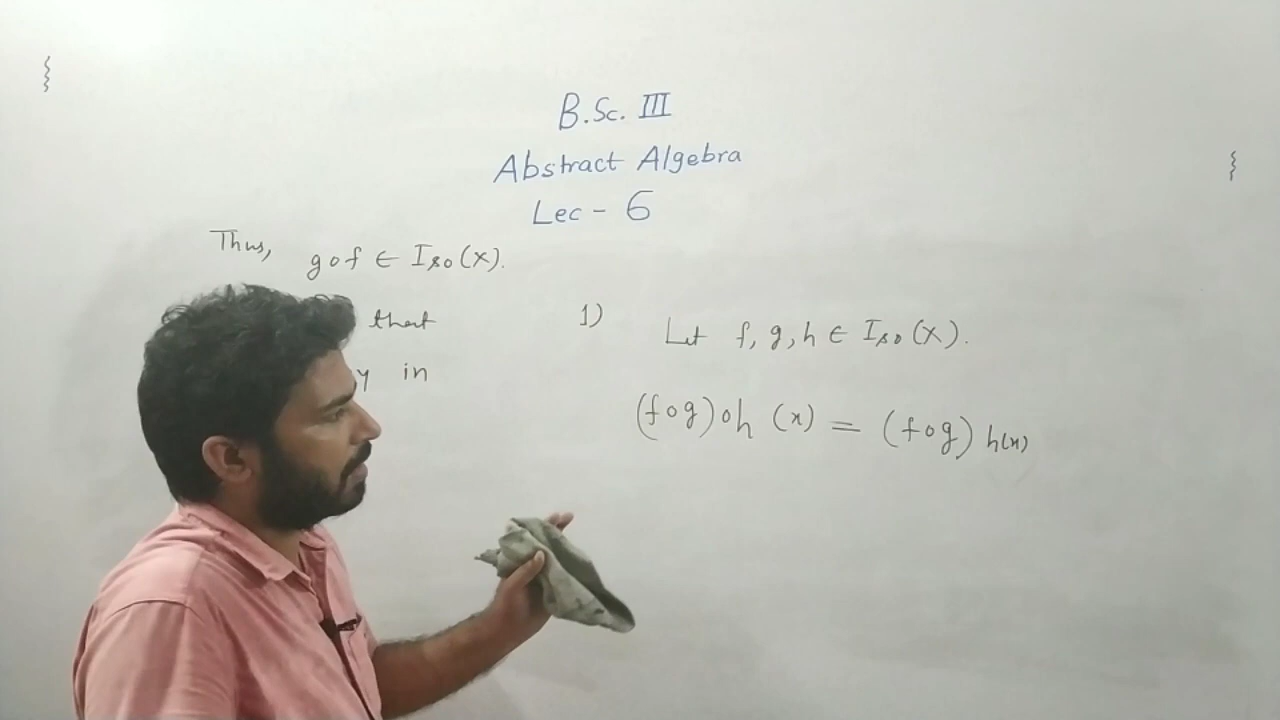 B.Sc. III
Abstract Algebra
Lec - 6
Thus, gof ∈ Iso(X).
that
y in
1) Let f, g, h ∈ Iso(X).
(fog)oh (x) = (fog) h(x)